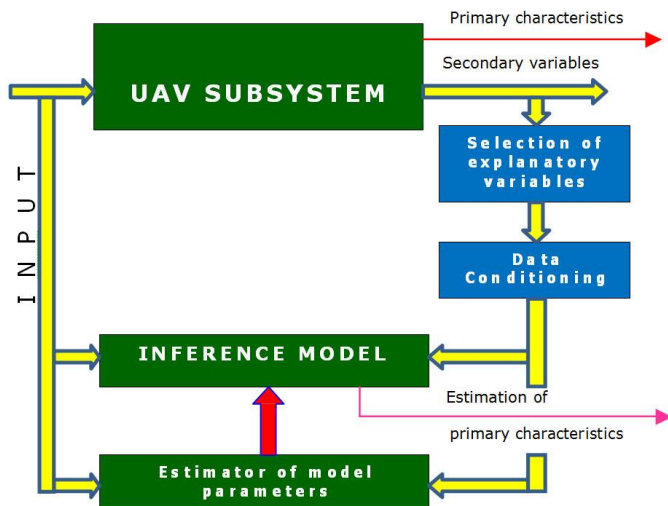 Primary characteristics
UAV SUBSYSTEM
Secondary variables
Selection of
explanatory
variables
INPUT
Data
Conditioning
INFERENCE MODEL
Estimation of
primary characteristics
Estimator of model
parameters